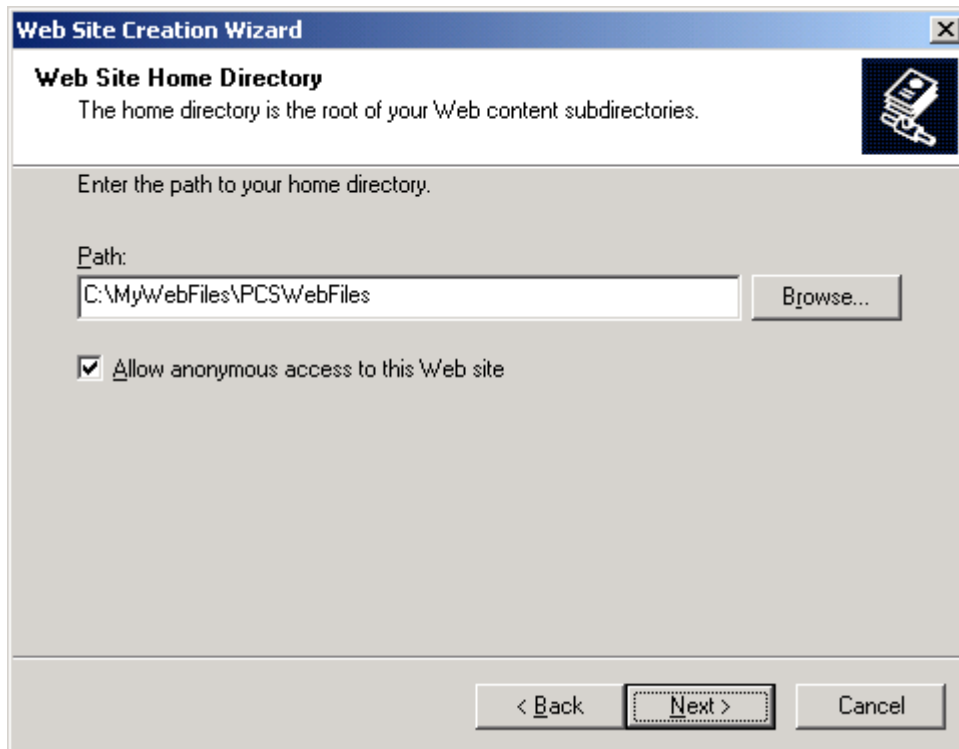 Web Site Creation Wizard
Web Site Home Directory
The home directory is the root of your Web content subdirectories.
Enter the path to your home directory.
Path:
C:\MyWebFiles\PCSWebFiles
Browse...
Allow anonymous access to this Web site
< Back
Next >
Cancel